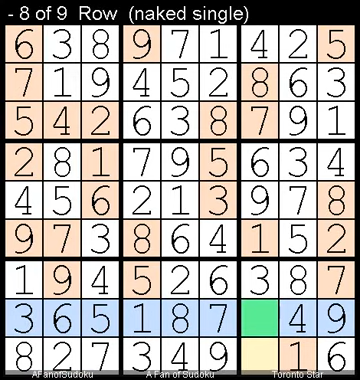 - 8 of 9 Row (naked single)
6 3 8 9 7 1 4 2 5
7 1 9 4 5 2 8 6 3
5 4 2 6 3 8 7 9 1
2 8 1 7 9 5 6 3 4
4 5 6 2 1 3 9 7 8
9 7 3 8 6 4 1 5 2
1 9 4 5 2 6 3 8 7
3 6 5 1 8 7 4 9
8 2 7 3 4 9 1 6
AFanofSudoku A Fan of Sudoku Toronto Star